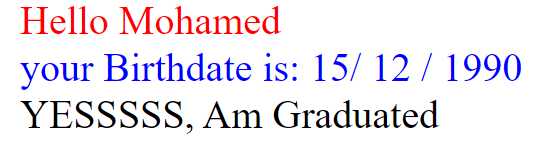 Hello Mohamed
your Birthdate is: 15/ 12 / 1990
YESSSSS, Am Graduated